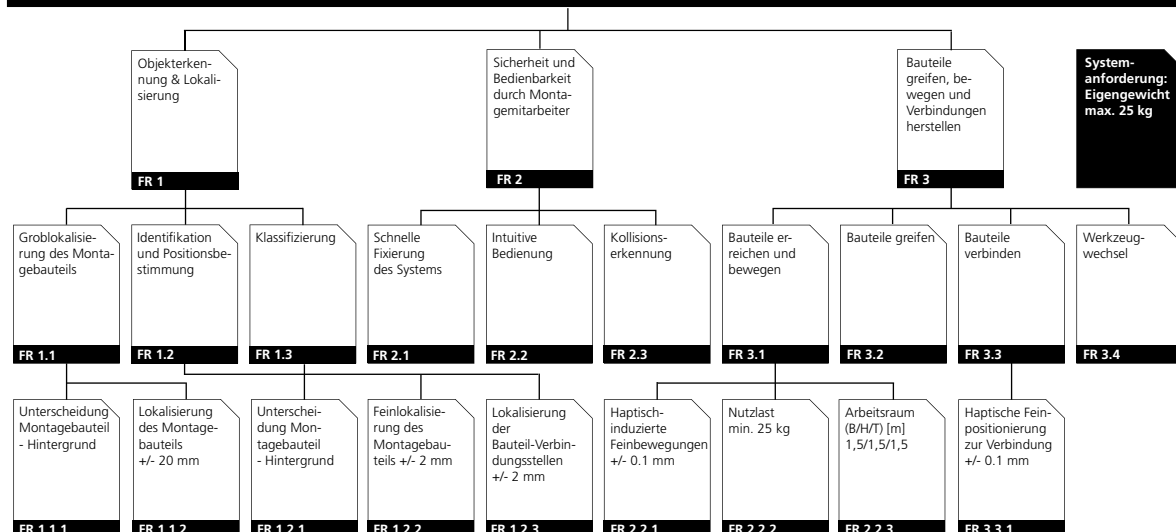 Objekterken-
nung & Lokali-
sierung
FR 1
Sicherheit und
Bedienbarkeit
durch Monta-
gemitarbeiter
FR 2
Bauteile
greifen, be-
wegen und
Verbindungen
herstellen
FR 3
System-
anforderung:
Eigengewicht
max. 25 kg
Groblokalisie-
rung des Monta-
gebauteils
FR 1.1
Identifikation
und Positionsbe-
stimmung
FR 1.2
Klassifizierung
FR 1.3
Schnelle
Fixierung
des Systems
FR 2.1
Intuitive
Bedienung
FR 2.2
Kollisions-
erkennung
FR 2.3
Bauteile er-
reichen und
bewegen
FR 3.1
Bauteile greifen
FR 3.2
Bauteile
verbinden
FR 3.3
Werkzeug-
wechsel
FR 3.4
Unterscheidung
Montagebauteil
- Hintergrund
FR 1.1.1
Lokalisierung
des Montage-
bauteils
+/- 20 mm
FR 1.1.2
Unterschei-
dung Mon-
tagebauteil
- Hintergrund
FR 1.2.1
Feinlokalisie-
rung des
Montagebau-
teils +/- 2 mm
FR 1.2.2
Lokalisierung
der
Bauteil-Verbin-
dungsstellen
+/- 2 mm
FR 1.2.3
Haptisch-
induzierte
Feinbewegungen
+/- 0.1 mm
FR 2.2.1
Nutzlast
min. 25 kg
FR 2.2.2
Arbeitsraum
(B/H/T) [m]
1,5/1,5/1,5
FR 2.2.3
Haptische Fein-
positionierung
zur Verbindung
+/- 0.1 mm
FR 3.3.1